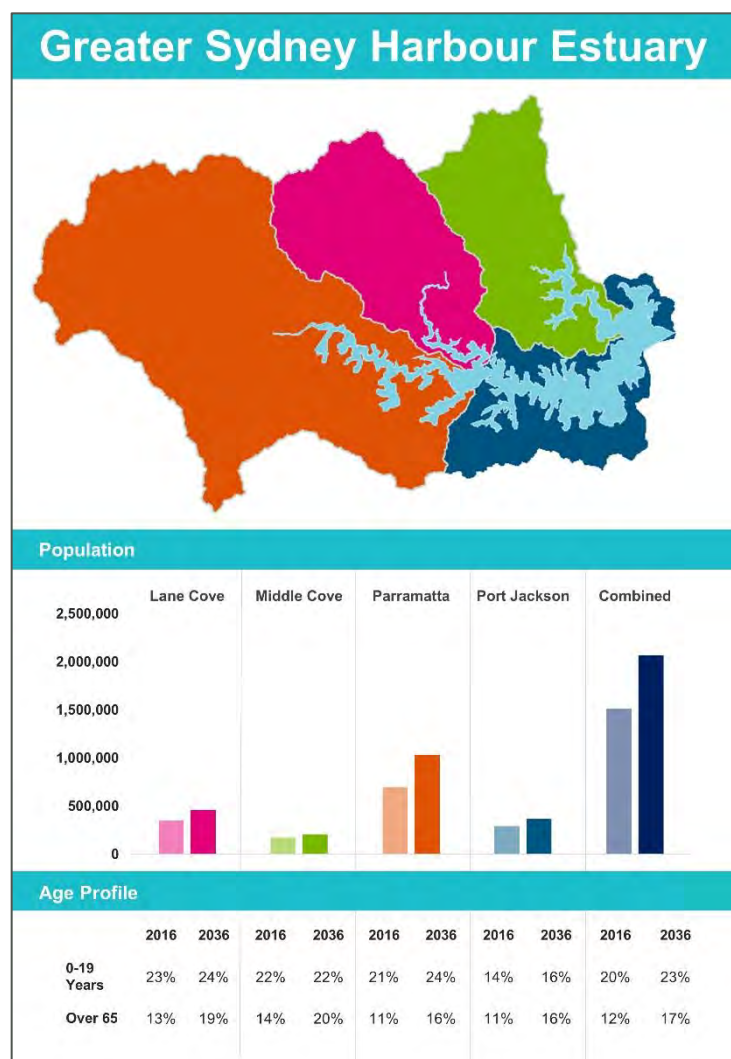 Greater Sydney Harbour Estuary
Population
Lane Cove Middle Cove Parramatta Port Jackson Combined
2,500,000
2,000,000
1,500,000
1,000,000
500,000
0
Age Profile
2016 2036 2016 2036 2016 2036 2016 2036 2016 2036
0-19
Years 23% 24% 22% 22% 21% 24% 14% 16% 20% 23%
Over 65 13% 19% 14% 20% 11% 16% 11% 16% 12% 17%